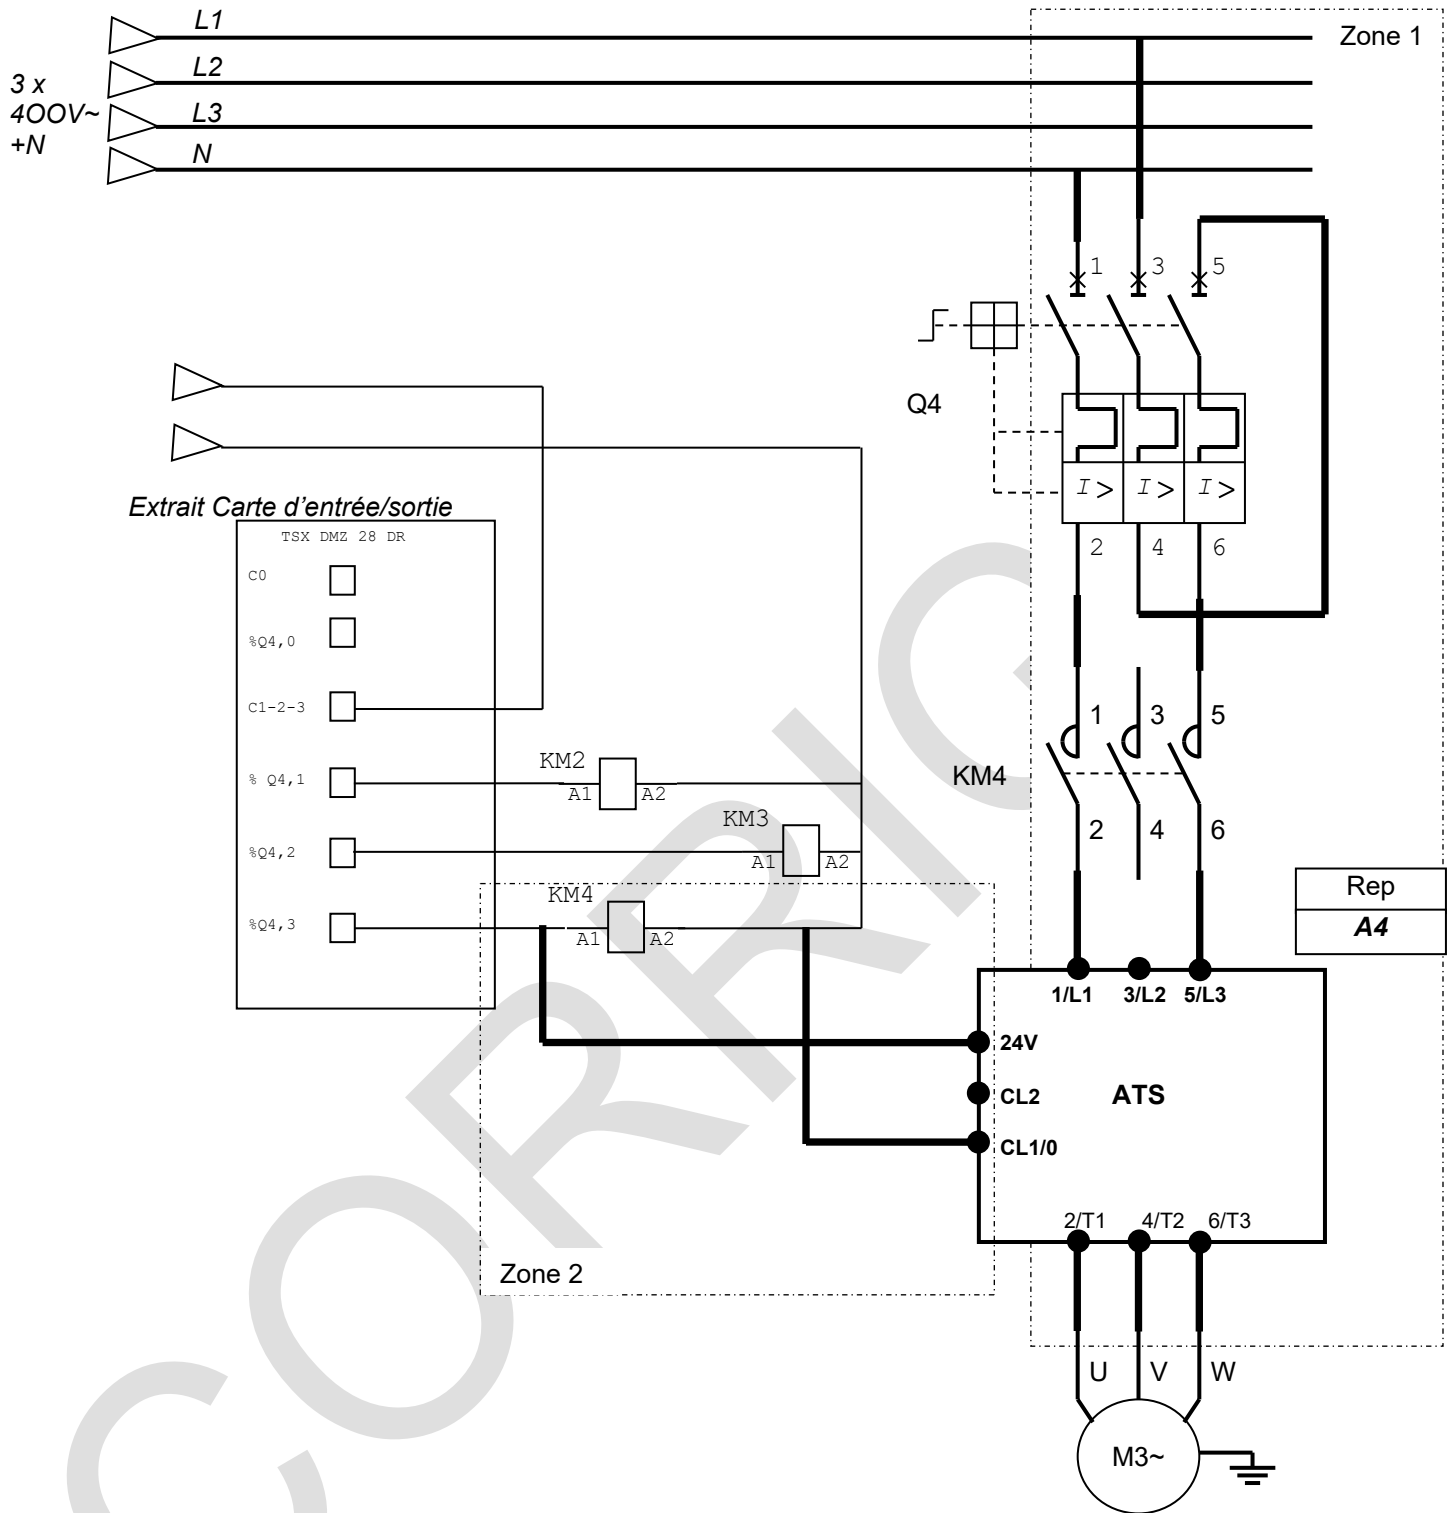 L1
Zone 1
L2
3 x
4OOV~
+N
L3
N
1 3 5
Q4
I > I > I >
Extrait Carte d'entrée/sortie
TSX DMZ 28 DR
2 4 6
C0
%Q4,0
C1-2-3
1 3 5
KM2
% Q4,1
A1 A2
KM4
KM3
2 4 6
%Q4,2
A1 A2
Rep
KM4
A4
%Q4,3
A1 A2
1/L1 3/L2 5/L3
24V
CL2
ATS
CL1/0
2/T1 4/T2 6/T3
Zone 2
U V W
M3~